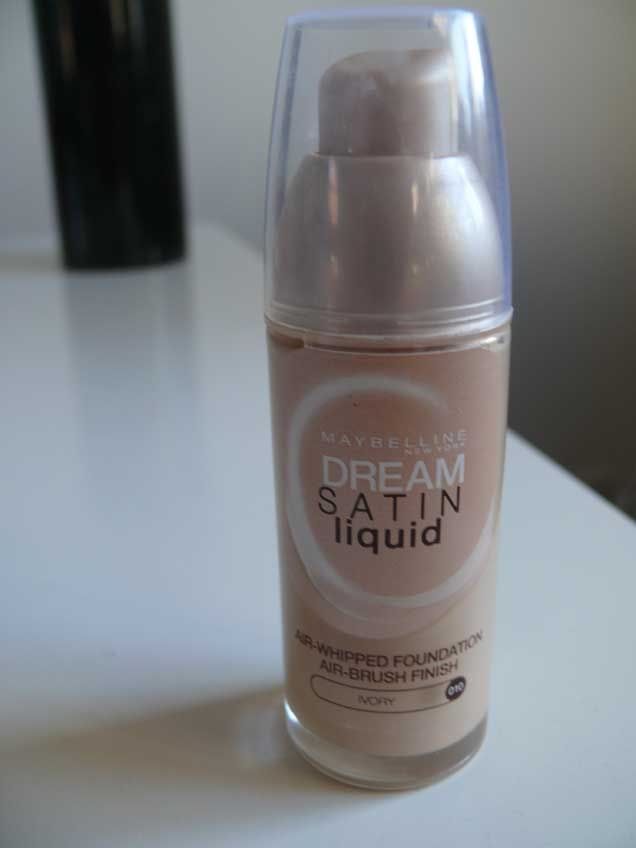 MAYBELLINE
NEW YORK
DREAM
SATIN
liquid
AIR-WHIPPED FOUNDATION
AIR-BRUSH FINISH
IVORY 010